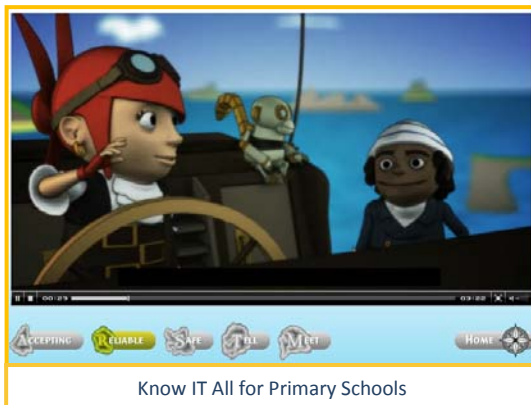 00:23
03:22
ACCEPTING
RELIABLE
SAFE
TELL
MEET
HOME
Know IT All for Primary Schools